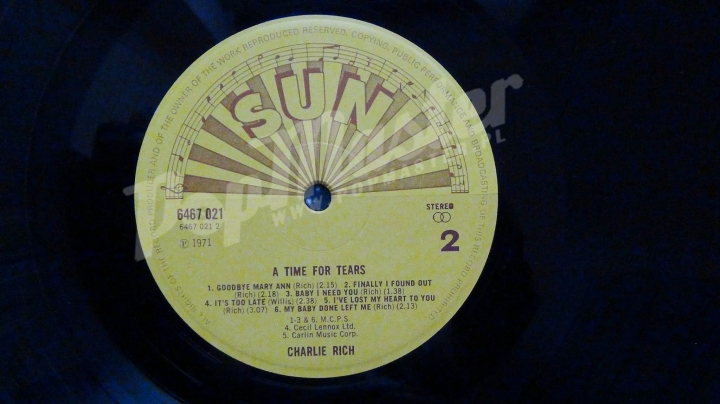 ALL RIGHTS OF THE PRODUCER AND OF THE OWNER OF THE WORK REPRODUCED RESERVED. COPYING, PUBLIC PERFORMANCE AND BROADCASTING OF THIS RECORD PROHIBITED
SUN
6467 021
6467 021 2
℗ 1971
STEREO
2
A TIME FOR TEARS
1. GOODBYE MARY ANN (Rich) (2.15) 2. FINALLY I FOUND OUT
(Rich) (2.18) 3. BABY I NEED YOU (Rich) (1.38)
4. IT'S TOO LATE (Willis) (2.38) 5. I'VE LOST MY HEART TO YOU
(Rich) (3.07) 6. MY BABY DONE LEFT ME (Rich) (2.13)
1-3 & 6. M.C.P.S.
4. Cecil Lennox Ltd.
5. Carlin Music Corp.
CHARLIE RICH